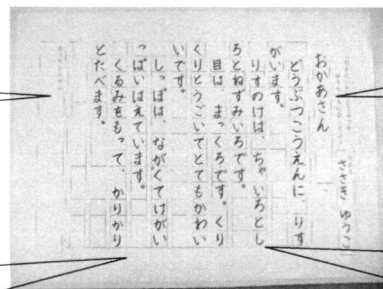 おかあさん
ささき ゆうこ
どうぶつこうえんに、りす
がいます。
りすのけは、ちゃいろとし
ろとねずみいろです。
目は、まっくろです。くり
くりとうごいてとてもかわい
いです。
しっぽは、ながくてけがい
っぱいはえています。
くるみをもって、かりかり
とたべます。